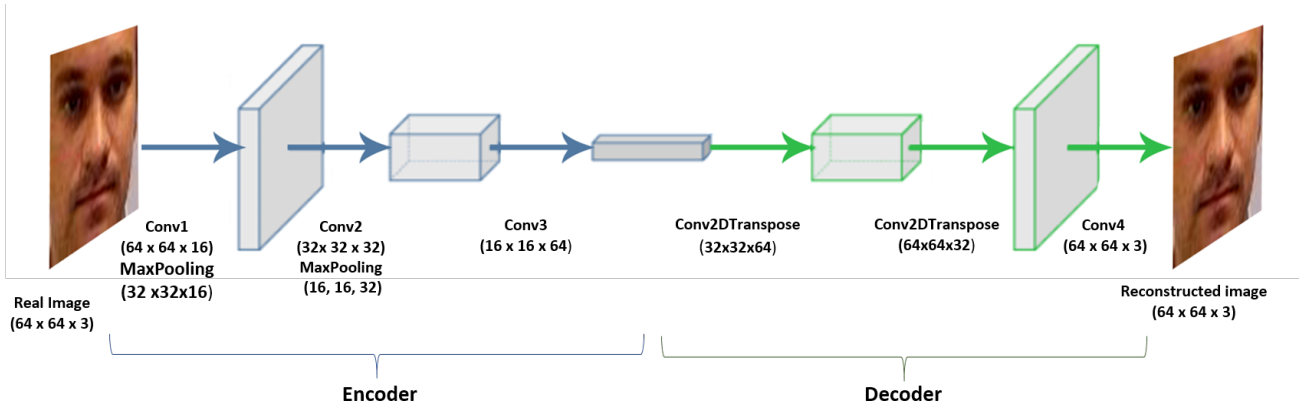 Real Image
(64 x 64 x 3)
Conv1
(64 x 64 x 16)
MaxPooling
(32 x32x16)
Conv2
(32x 32 x 32)
MaxPooling
(16, 16, 32)
Conv3
(16 x 16 x 64)
Conv2DTranspose
(32x32x64)
Conv2DTranspose
(64x64x32)
Conv4
(64 x 64 x 3)
Reconstructed image
(64 x 64 x 3)
Encoder
Decoder